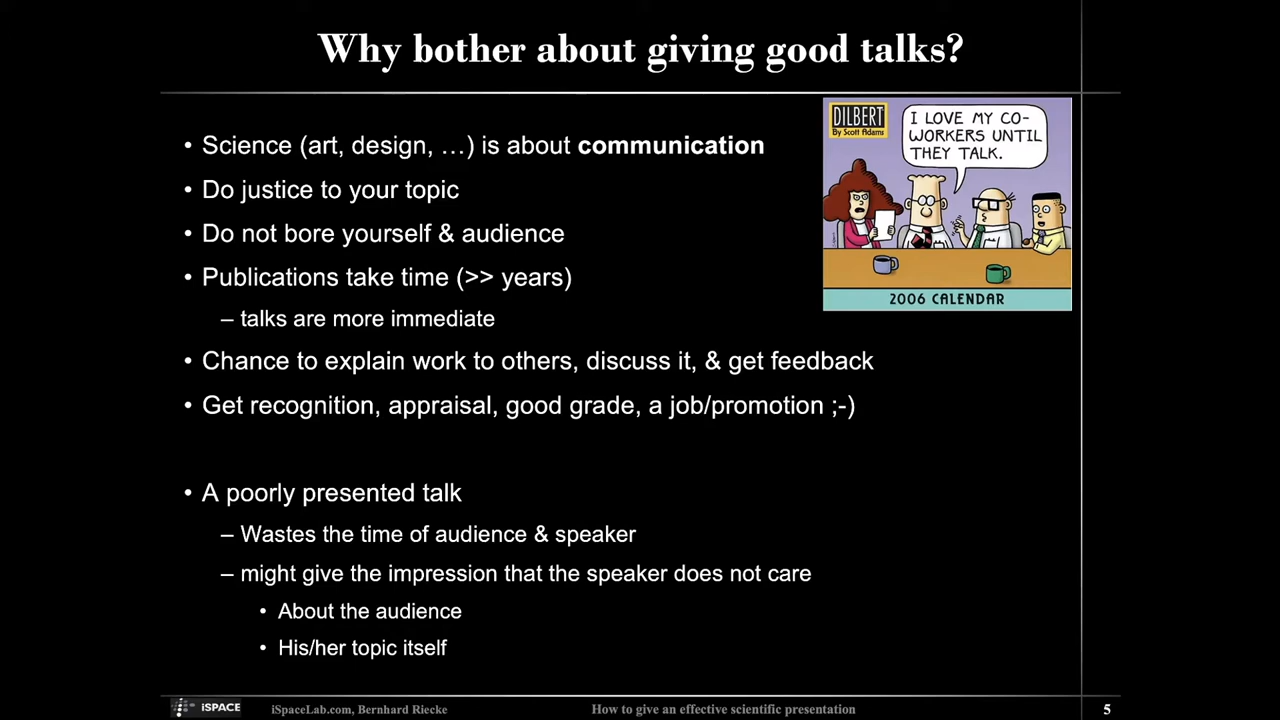 Why bother about giving good talks?
• Science (art, design, …) is about communication
• Do justice to your topic
• Do not bore yourself & audience
• Publications take time (>> years)
– talks are more immediate
• Chance to explain work to others, discuss it, & get feedback
• Get recognition, appraisal, good grade, a job/promotion ;-)
• A poorly presented talk
– Wastes the time of audience & speaker
– might give the impression that the speaker does not care
• About the audience
• His/her topic itself
DILBERT
By Scott Adams
I LOVE MY CO-
WORKERS UNTIL
THEY TALK.
2006 CALENDAR
iSPACE
iSpaceLab.com, Bernhard Riecke
How to give an effective scientific presentation
5